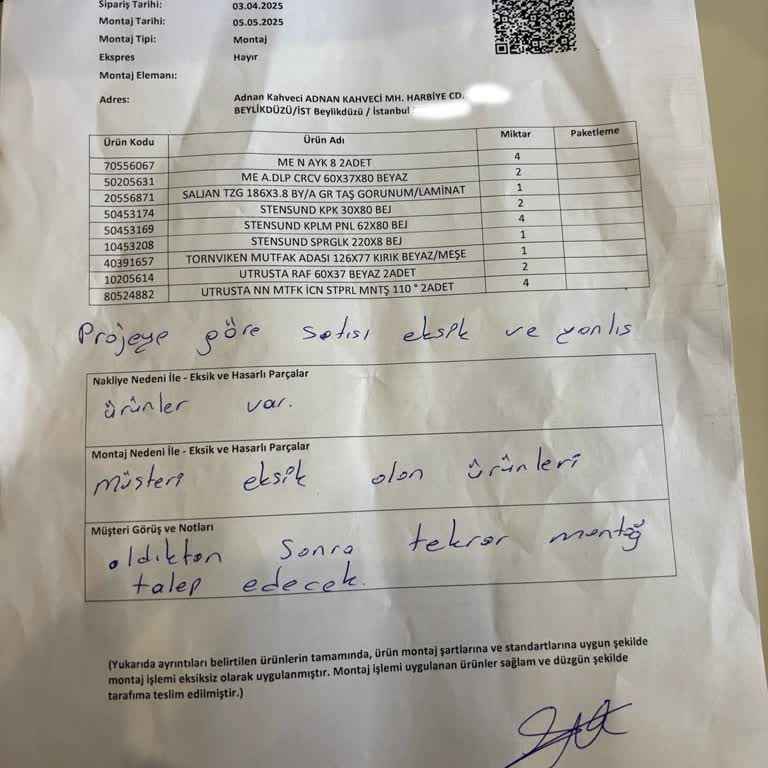 Sipariş Tarihi: 03.04.2025
Montaj Tarihi: 05.05.2025
Montaj Tipi: Montaj
Ekspres Hayır
Montaj Elemanı:
Adres: Adnan Kahveci ADNAN KAHVECİ MH. HARBİYE CD.
BEYLİKDÜZÜ/İST Beylikdüzü / İstanbul
Ürün Kodu Ürün Adı Miktar Paketleme
70556067 ME N AYK 8 2ADET 4
50205631 ME A.DLP CRCV 60X37X80 BEYAZ 2
20556871 SALJAN TZG 186X3.8 BY/A GR TAŞ GORUNUM/LAMİNAT 1
50453174 STENSUND KPK 30X80 BEJ 2
50453169 STENSUND KPLM PNL 62X80 BEJ 4
10453208 STENSUND SPRGLK 220X8 BEJ 1
40391657 TORNVIKEN MUTFAK ADASI 126X77 KIRIK BEYAZ/MEŞE 1
10205614 UTRUSTA RAF 60X37 BEYAZ 2ADET 2
80524882 UTRUSTA NN MTFK İCN STPRL MNTŞ 110 ° 2ADET 4
Projeye göre satısı eksik ve yanlıs
Nakliye Nedeni İle - Eksik ve Hasarlı Parçalar
ürünler var.
Montaj Nedeni İle - Eksik ve Hasarlı Parçalar
Müsteri eksik olan ürünleri
Müşteri Görüş ve Notları
aldıktan sonra tekrar montağ
talep edecek.
(Yukarıda ayrıntıları belirtilen ürünlerin tamamında, ürün montaj şartlarına ve standartlarına uygun şekilde
montaj işlemi eksiksiz olarak uygulanmıştır. Montaj işlemi uygulanan ürünler sağlam ve düzgün şekilde
tarafıma teslim edilmiştir.)